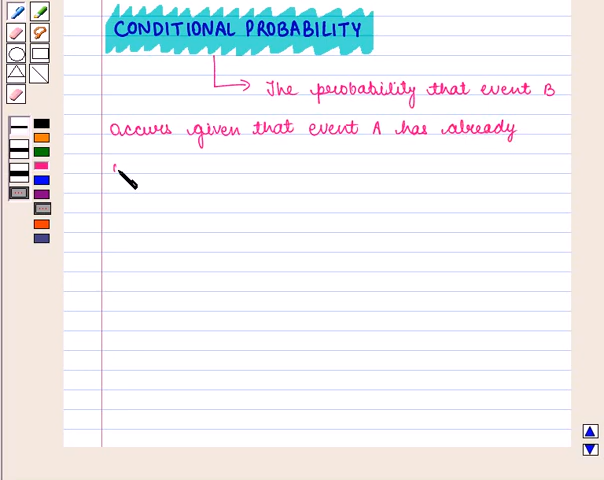 CONDITIONAL PROBABILITY
The probability that event B
occurs given that event A has already